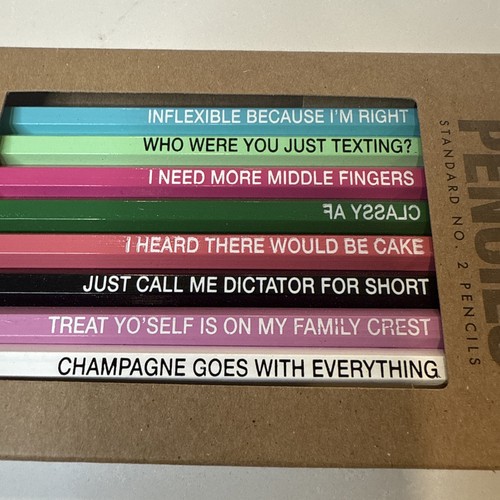 INFLEXIBLE BECAUSE I'M RIGHT
WHO WERE YOU JUST TEXTING?
I NEED MORE MIDDLE FINGERS
CLASSY AF
I HEARD THERE WOULD BE CAKE
JUST CALL ME DICTATOR FOR SHORT
TREAT YO'SELF IS ON MY FAMILY CREST
CHAMPAGNE GOES WITH EVERYTHING
PENCILS
STANDARD NO. 2 PENCILS